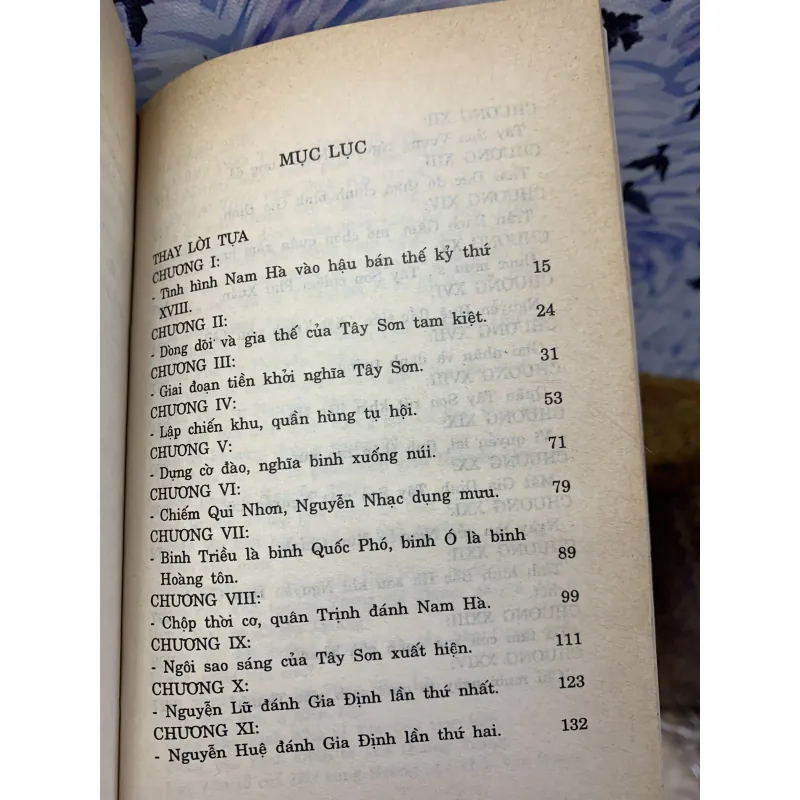 MỤC LỤC
THAY LỜI TỰA
CHƯƠNG I:
- Tình hình Nam Hà vào hậu bán thế kỷ thứ XVIII. 15
CHƯƠNG II:
- Dòng dõi và gia thế của Tây Sơn tam kiệt. 24
CHƯƠNG III:
- Giai đoạn tiền khởi nghĩa Tây Sơn. 31
CHƯƠNG IV:
- Lập chiến khu, quần hùng tụ hội. 53
CHƯƠNG V:
- Dựng cờ đào, nghĩa binh xuống núi. 71
CHƯƠNG VI:
- Chiếm Qui Nhơn, Nguyễn Nhạc dụng mưu. 79
CHƯƠNG VII:
- Binh Triều là binh Quốc Phó, binh Ó là binh
Hoàng tôn. 89
CHƯƠNG VIII:
- Chộp thời cơ, quân Trịnh đánh Nam Hà. 99
CHƯƠNG IX:
- Ngôi sao sáng của Tây Sơn xuất hiện. 111
CHƯƠNG X:
- Nguyễn Lữ đánh Gia Định lần thứ nhất. 123
CHƯƠNG XI:
- Nguyễn Huệ đánh Gia Định lần thứ hai. 132